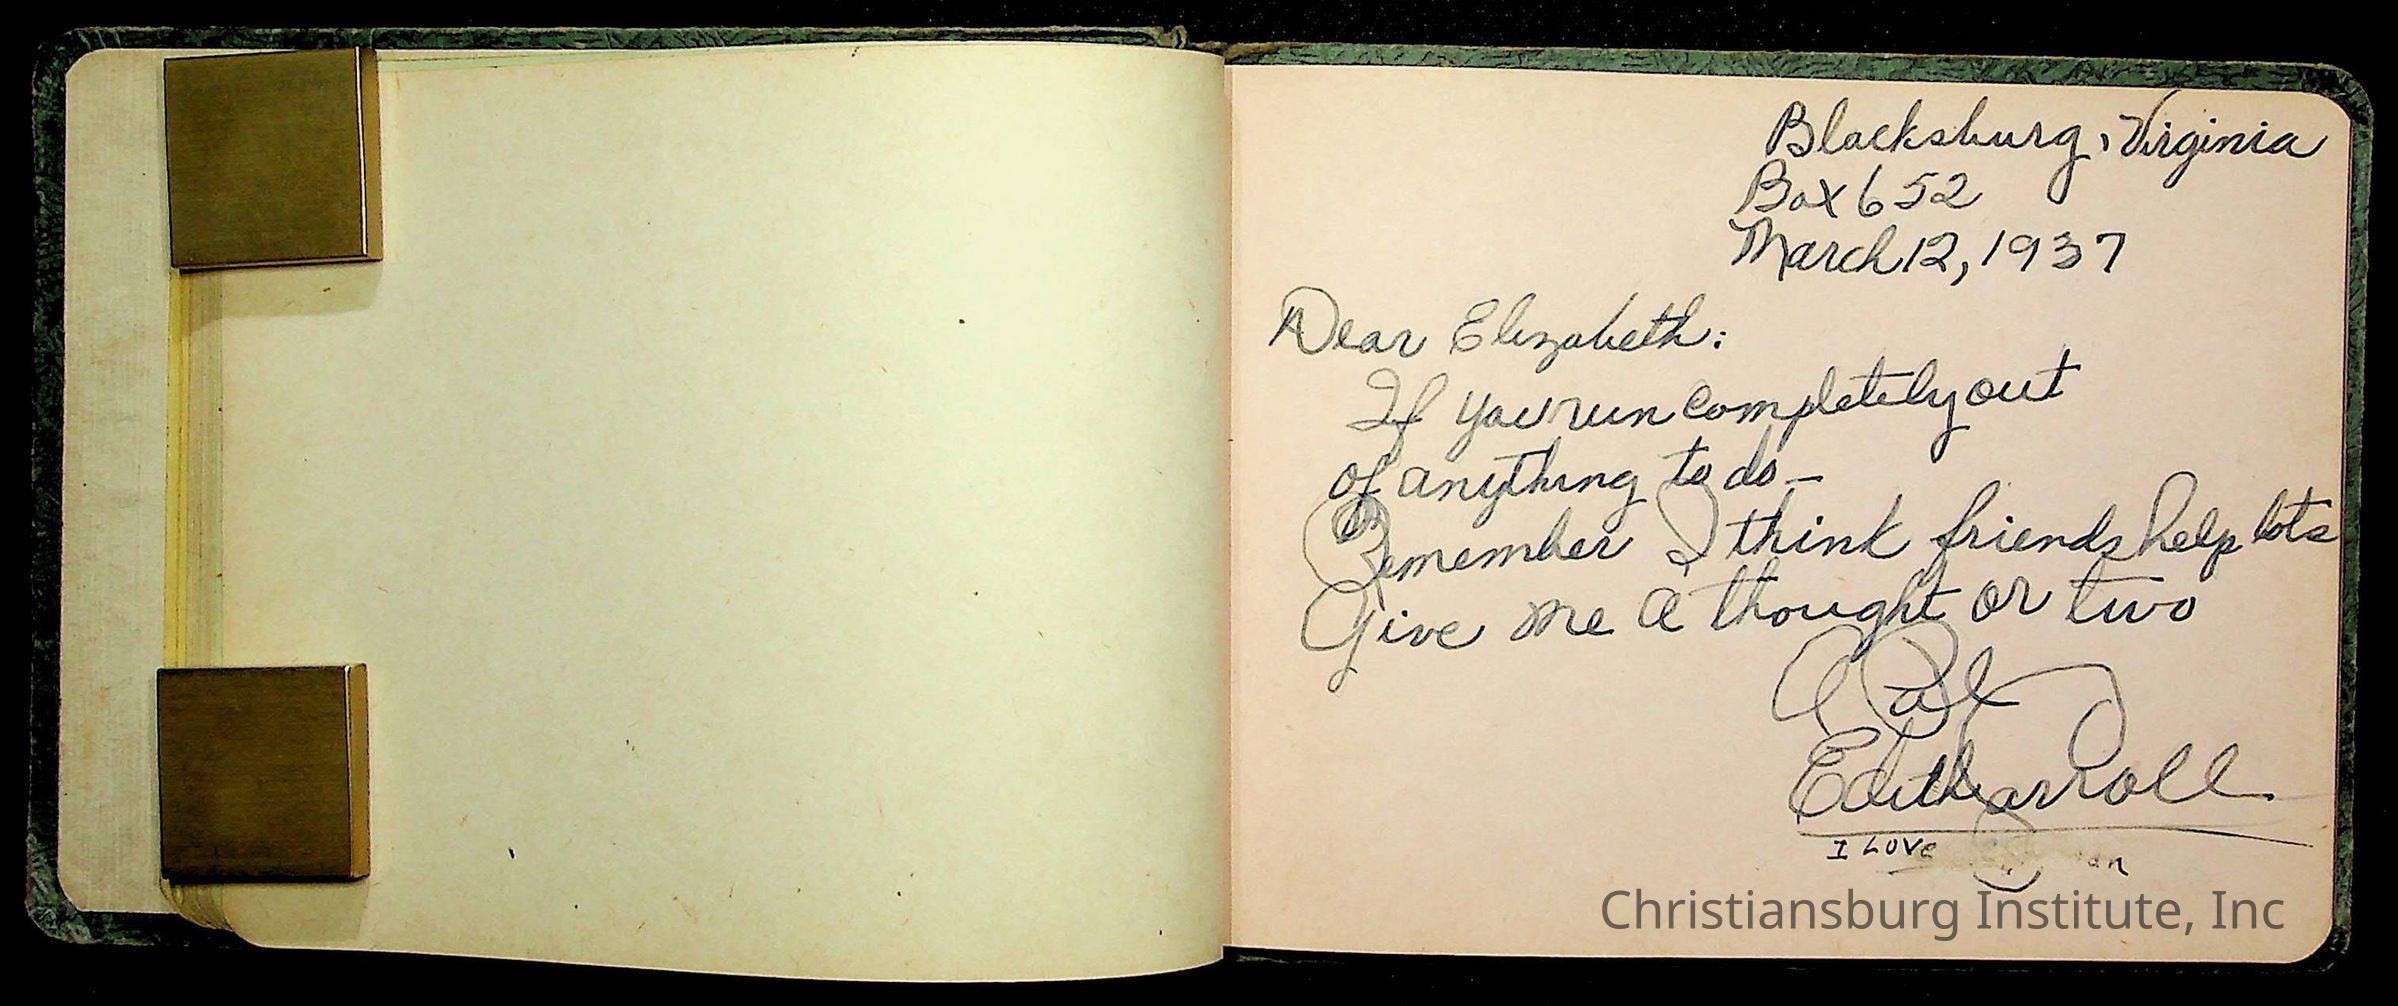 Blacksburg, Virginia
Box 652
March 12, 1937
Dear Elizabeth:
If you run completely out
of anything to do—
Remember I think friends help lots
Give me a thought or two
A Pal
Edith Carroll
I LOVE
Christiansburg Institute, Inc